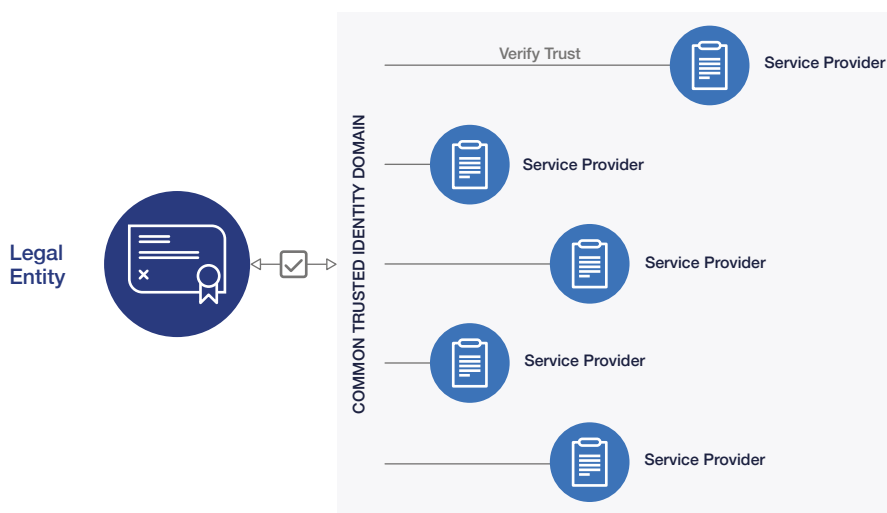 Legal
Entity
COMMON TRUSTED IDENTITY DOMAIN
Verify Trust
Service Provider
Service Provider
Service Provider
Service Provider
Service Provider